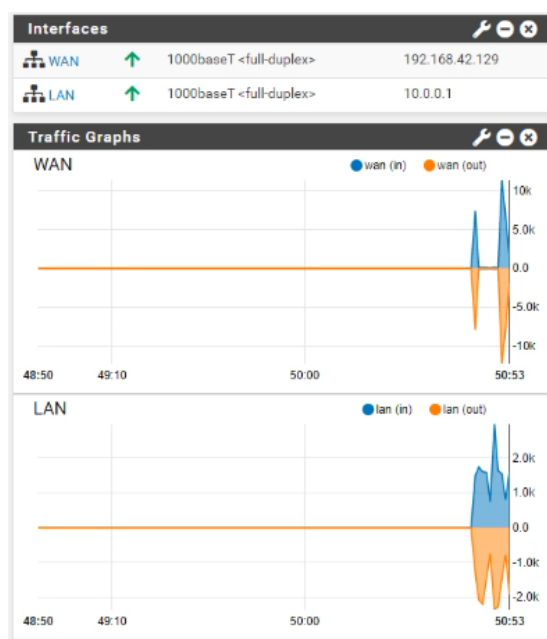 Interfaces
WAN 1000baseT <full-duplex> 192.168.42.129
LAN 1000baseT <full-duplex> 10.0.0.1
Traffic Graphs
WAN wan (in) wan (out)
10k
5.0k
0.0
-5.0k
-10k
48:50 49:10 50:00 50:53
LAN lan (in) lan (out)
2.0k
1.0k
0.0
-1.0k
-2.0k
48:50 49:10 50:00 50:53